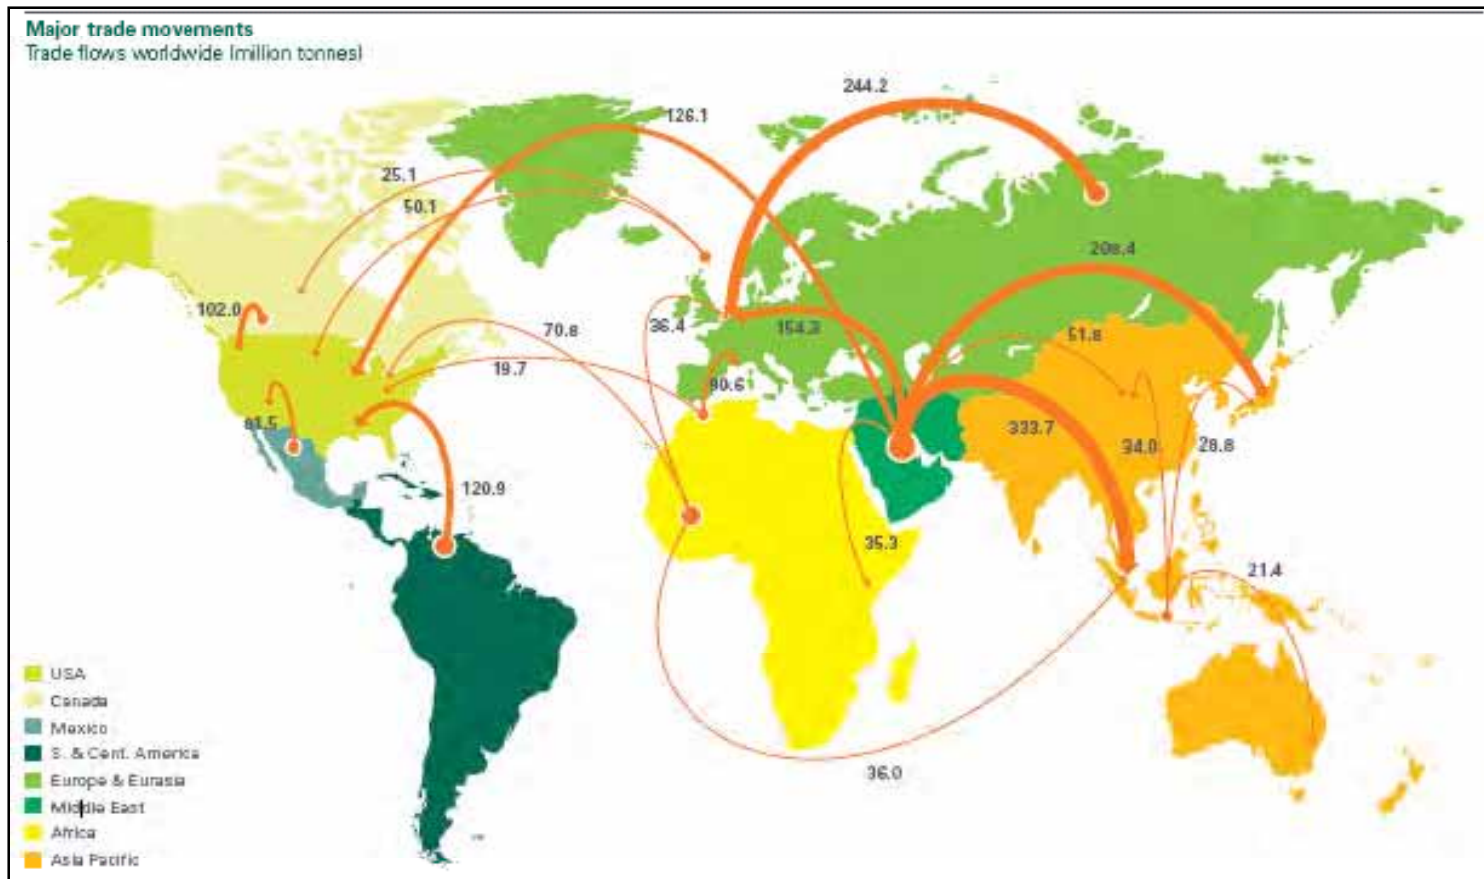 Major trade movements
Trade flows worldwide (million tonnes)
244.2
126.1
25.1
50.1
208.4
102.0
70.8
36.4
154.3
51.8
19.7
90.6
333.7
34.0
28.8
120.9
35.3
21.4
36.0
USA
Canada
Mexico
S. & Cent. America
Europe & Eurasia
Middle East
Africa
Asia Pacific